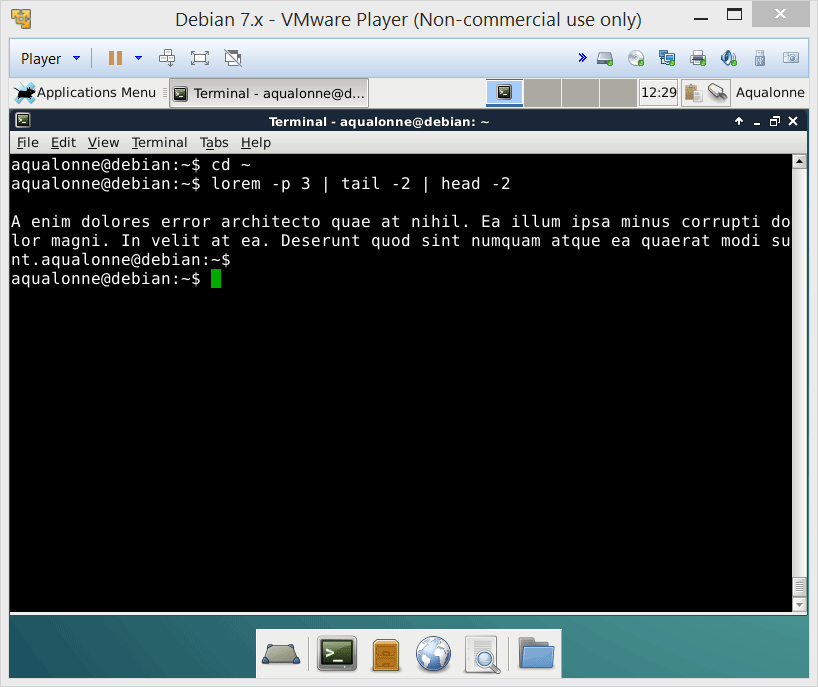 Debian 7.x - VMware Player (Non-commercial use only)
Player
Applications Menu
Terminal - aqualonne@d...
12:29
Aqualonne
Terminal - aqualonne@debian: ~
File Edit View Terminal Tabs Help
aqualonne@debian:~$ cd ~
aqualonne@debian:~$ lorem -p 3 | tail -2 | head -2
A enim dolores error architecto quae at nihil. Ea illum ipsa minus corrupti do
lor magni. In velit at ea. Deserunt quod sint numquam atque ea quaerat modi su
nt.aqualonne@debian:~$
aqualonne@debian:~$